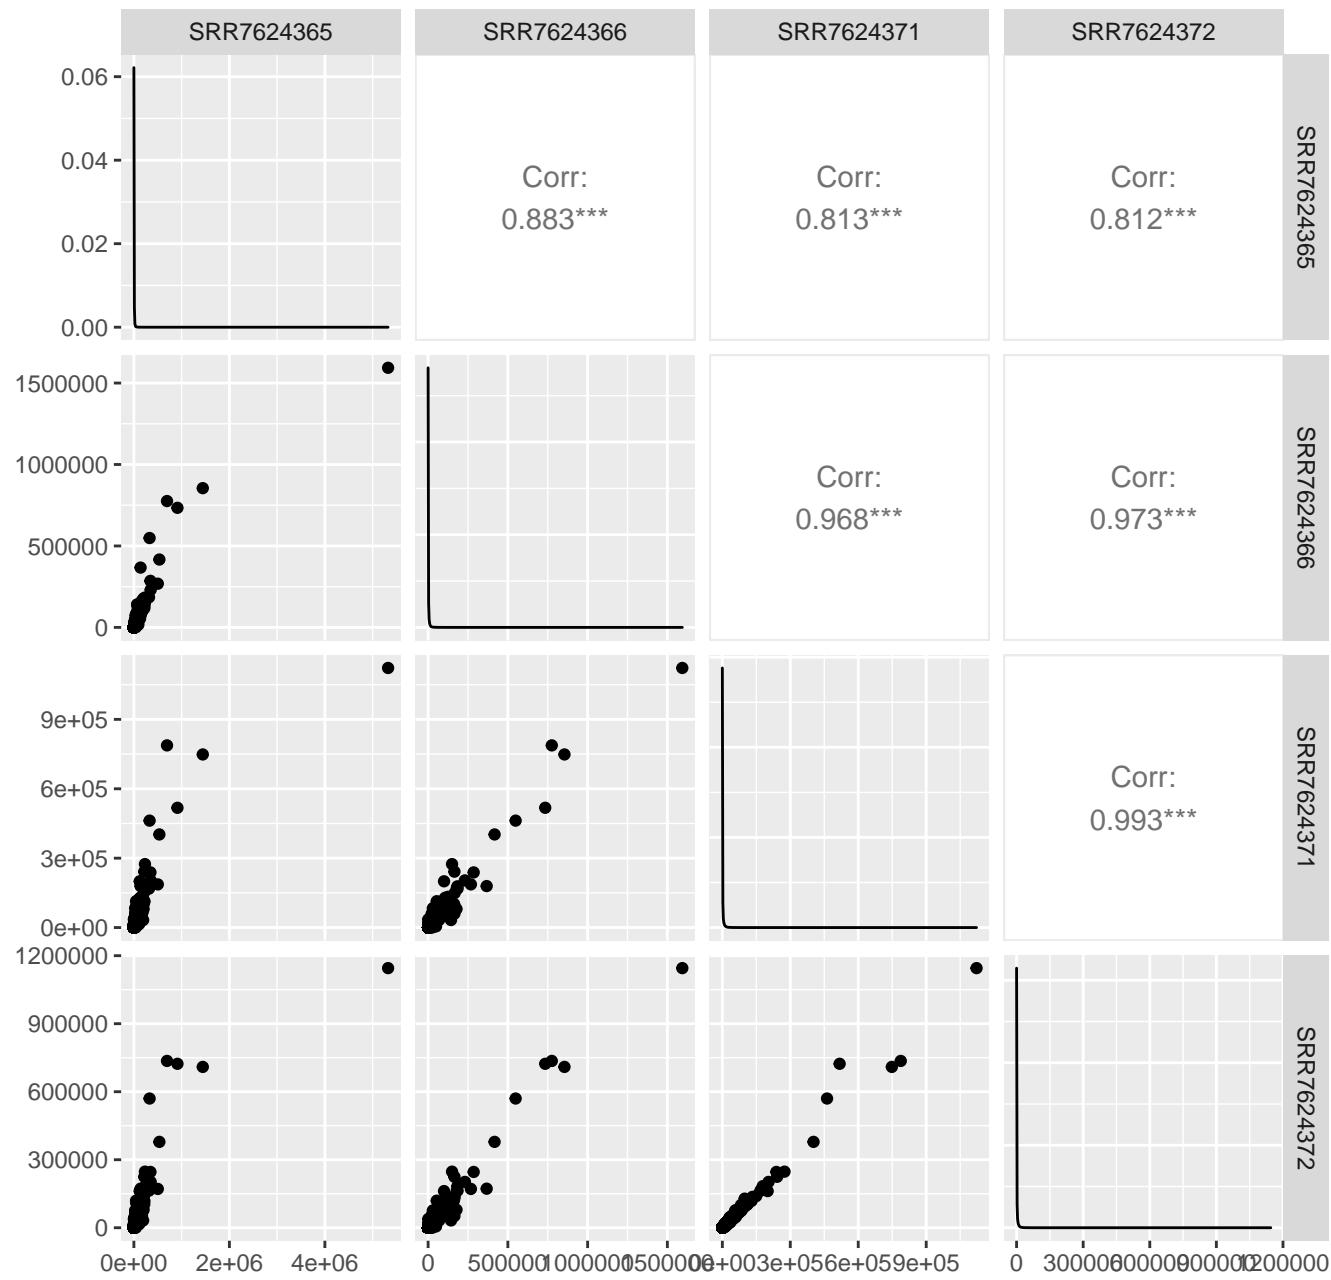 SRR7624365 SRR7624366 SRR7624371 SRR7624372
0.06
0.04
0.02
0.00
Corr:
0.883***
Corr:
0.813***
Corr:
0.812***
SRR7624365
1500000
1000000
500000
0
Corr:
0.968***
Corr:
0.973***
SRR7624366
9e+05
6e+05
3e+05
0e+00
Corr:
0.993***
SRR7624371
1200000
900000
600000
300000
0
SRR7624372
0e+00 2e+06 4e+06
0 500000 1000000 1500000
0e+00 3e+05 6e+05 9e+05
0 300000 600000 900000 1200000